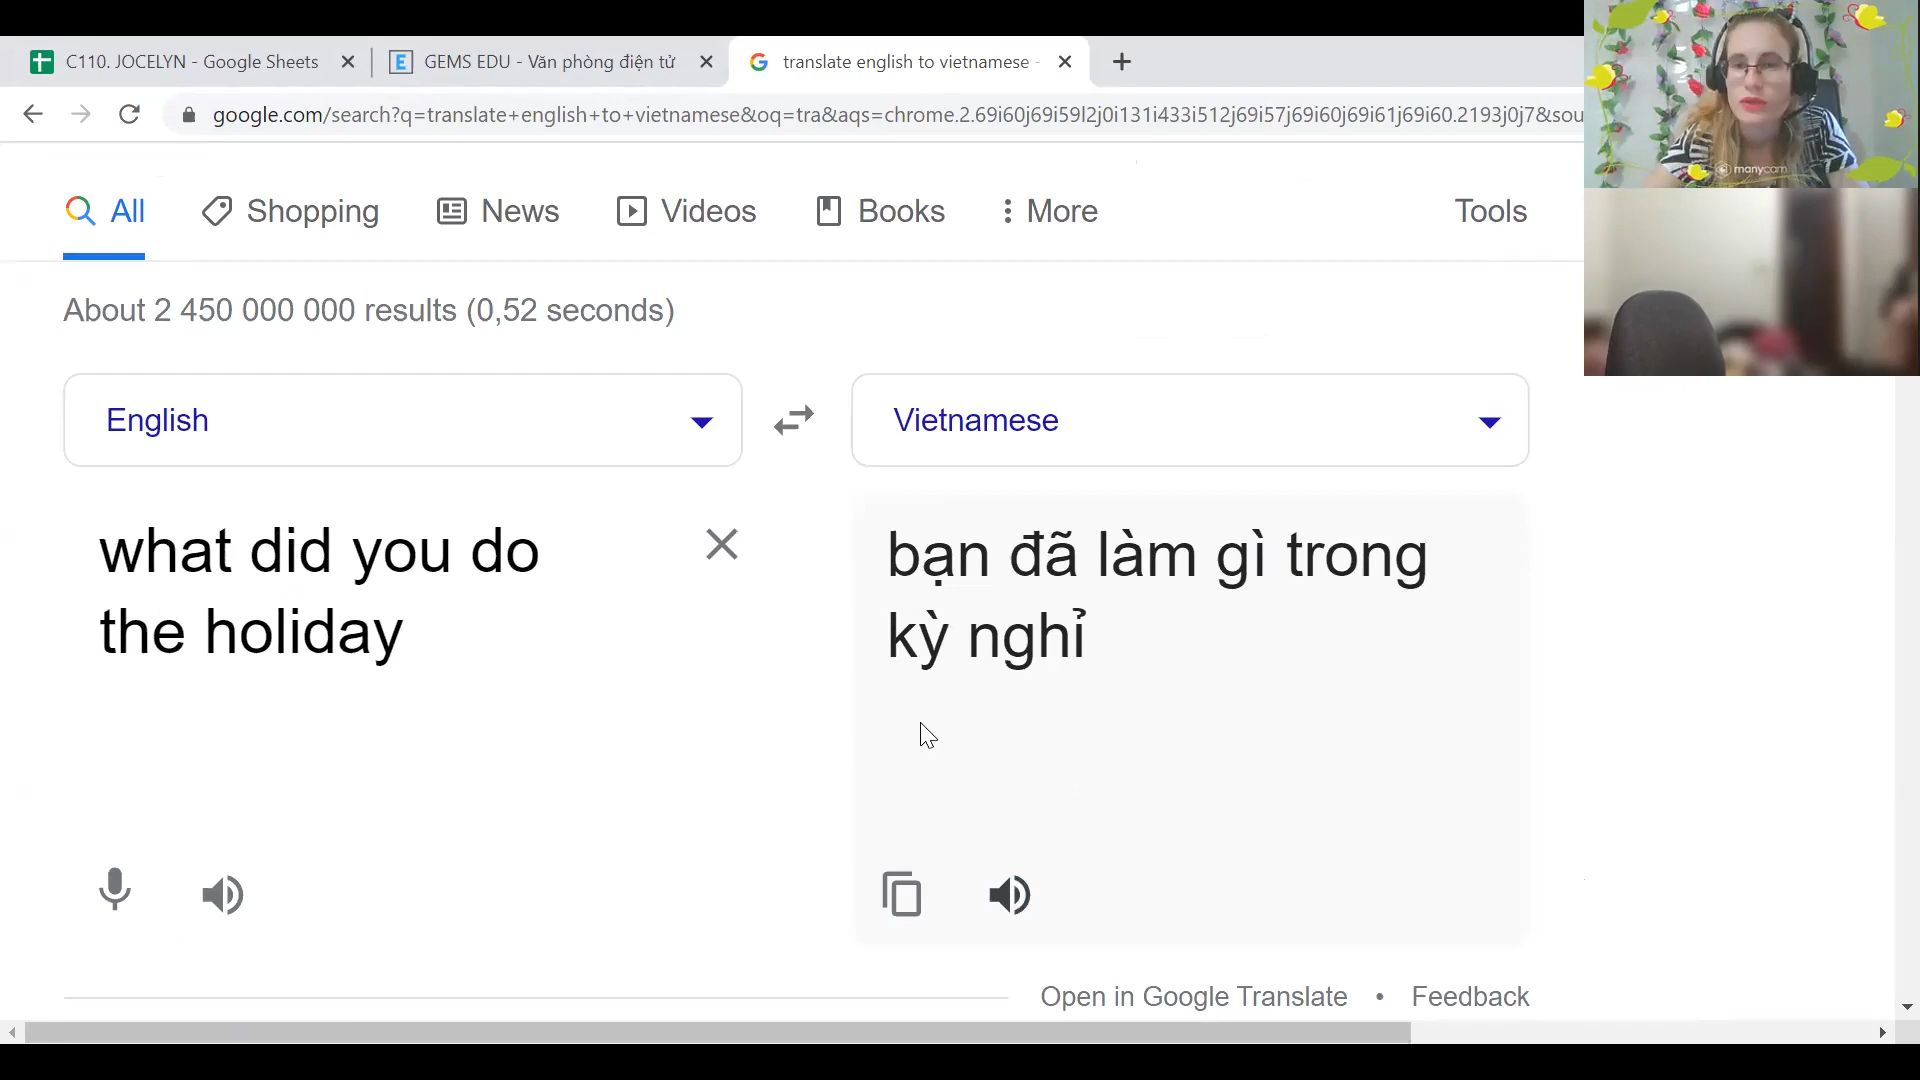 C110. JOCELYN - Google Sheets
GEMS EDU - Văn phòng điện tử
translate english to vietnamese -
google.com/search?q=translate+english+to+vietnamese&oq=tra&aqs=chrome.2.69i60j69i59l2j0i131i433i512j69i57j69i60j69i61j69i60.2193j0j7&sou
manycam
All
Shopping
News
Videos
Books
More
Tools
About 2 450 000 000 results (0,52 seconds)
English
Vietnamese
what did you do
the holiday
bạn đã làm gì trong
kỳ nghỉ
Open in Google Translate • Feedback